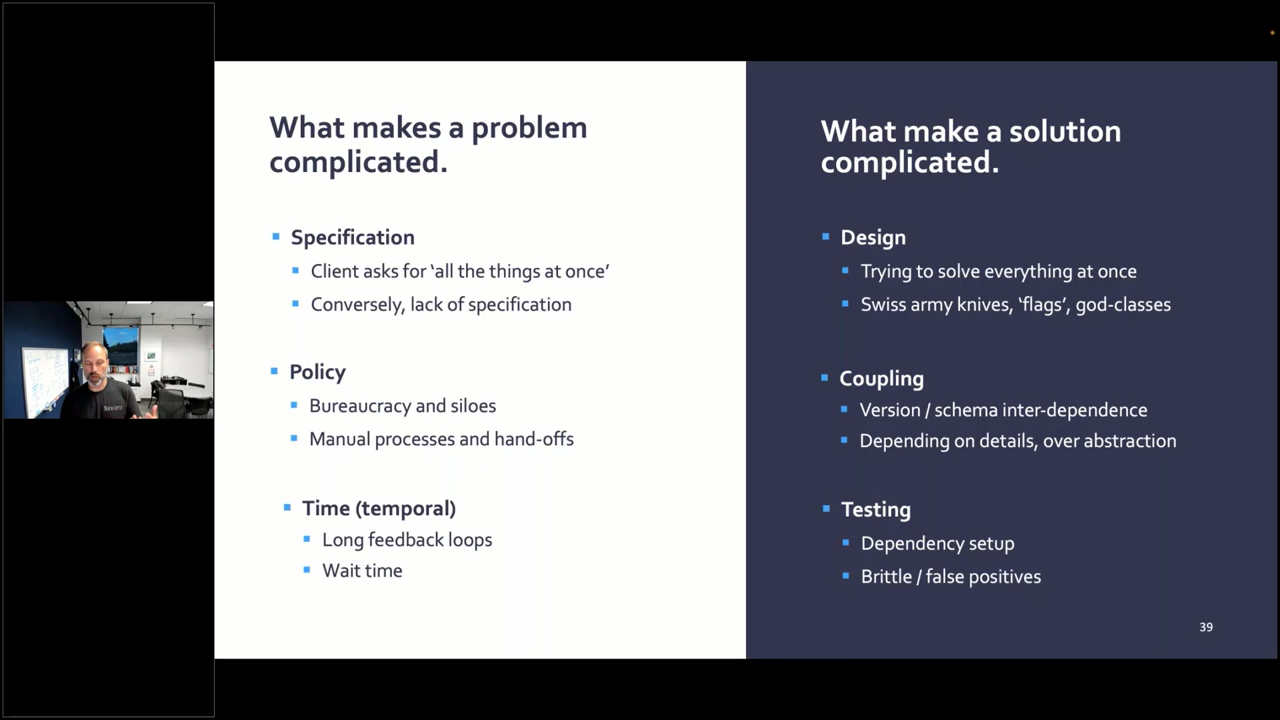 What makes a problem
complicated.
Specification
Client asks for ‘all the things at once’
Conversely, lack of specification
Policy
Bureaucracy and siloes
Manual processes and hand-offs
Time (temporal)
Long feedback loops
Wait time
What make a solution
complicated.
Design
Trying to solve everything at once
Swiss army knives, ‘flags’, god-classes
Coupling
Version / schema inter-dependence
Depending on details, over abstraction
Testing
Dependency setup
Brittle / false positives
39